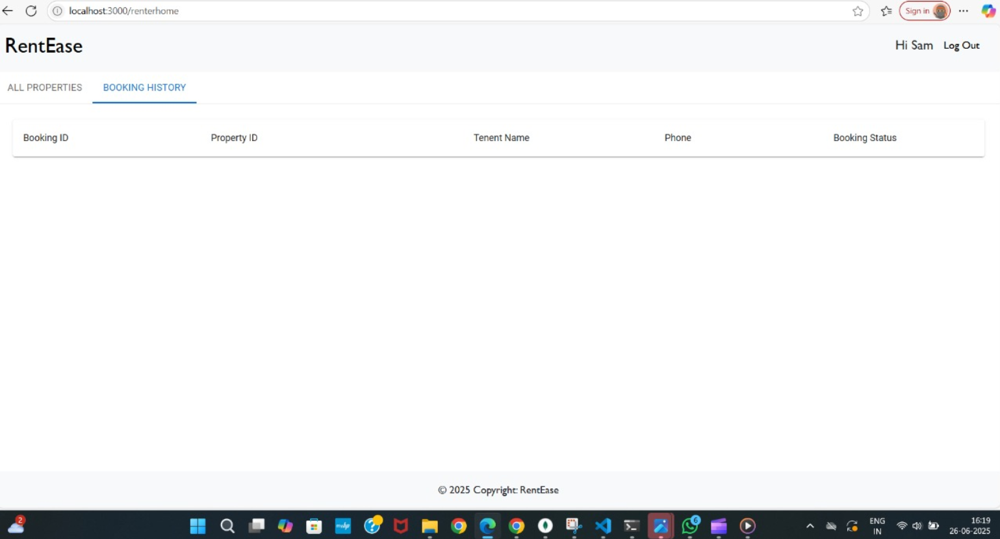 localhost:3000/renterhome
Sign in
RentEase
Hi Sam Log Out
ALL PROPERTIES BOOKING HISTORY
Booking ID Property ID Tenent Name Phone Booking Status
© 2025 Copyright: RentEase
2
myhp
6
ENG
IN
16:19
26-06-2025